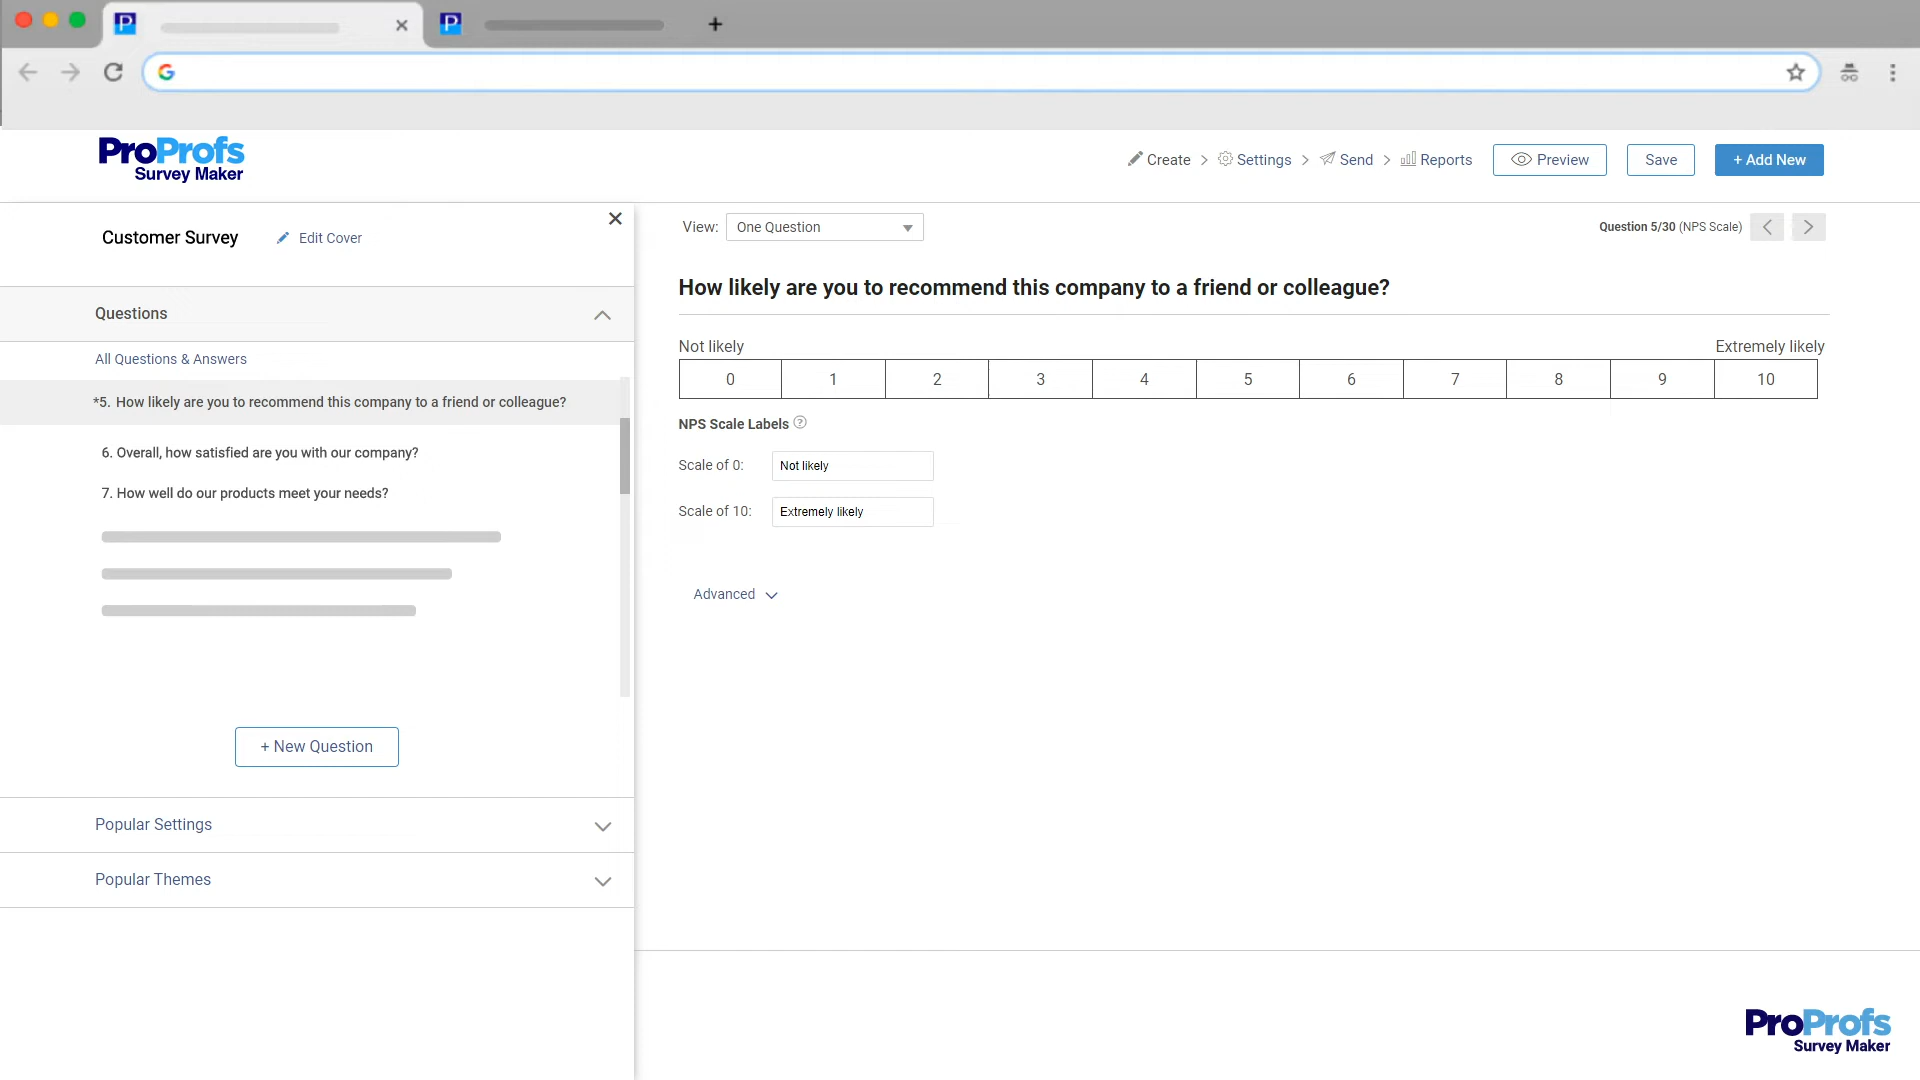 ProProfs
Survey Maker
Create > Settings > Send > Reports Preview Save + Add New
Customer Survey Edit Cover
Questions
All Questions & Answers
*5. How likely are you to recommend this company to a friend or colleague?
6. Overall, how satisfied are you with our company?
7. How well do our products meet your needs?
+ New Question
Popular Settings
Popular Themes
View: One Question Question 5/30 (NPS Scale)
How likely are you to recommend this company to a friend or colleague?
Not likely Extremely likely
0 1 2 3 4 5 6 7 8 9 10
NPS Scale Labels ?
Scale of 0: Not likely
Scale of 10: Extremely likely
Advanced
ProProfs
Survey Maker